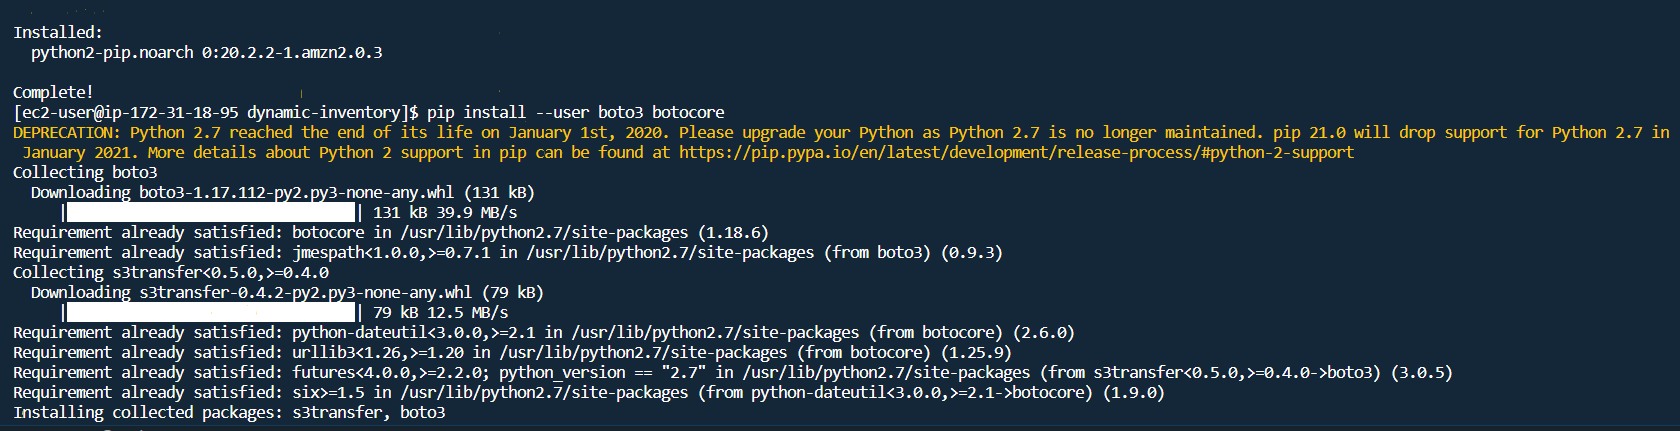 Installed:
python2-pip.noarch 0:20.2.2-1.amzn2.0.3
Complete!
[ec2-user@ip-172-31-18-95 dynamic-inventory]$ pip install --user boto3 botocore
DEPRECATION: Python 2.7 reached the end of its life on January 1st, 2020. Please upgrade your Python as Python 2.7 is no longer maintained. pip 21.0 will drop support for Python 2.7 in
January 2021. More details about Python 2 support in pip can be found at https://pip.pypa.io/en/latest/development/release-process/#python-2-support
Collecting boto3
Downloading boto3-1.17.112-py2.py3-none-any.whl (131 kB)
| | 131 kB 39.9 MB/s
Requirement already satisfied: botocore in /usr/lib/python2.7/site-packages (1.18.6)
Requirement already satisfied: jmespath<1.0.0,>=0.7.1 in /usr/lib/python2.7/site-packages (from boto3) (0.9.3)
Collecting s3transfer<0.5.0,>=0.4.0
Downloading s3transfer-0.4.2-py2.py3-none-any.whl (79 kB)
| | 79 kB 12.5 MB/s
Requirement already satisfied: python-dateutil<3.0.0,>=2.1 in /usr/lib/python2.7/site-packages (from botocore) (2.6.0)
Requirement already satisfied: urllib3<1.26,>=1.20 in /usr/lib/python2.7/site-packages (from botocore) (1.25.9)
Requirement already satisfied: futures<4.0.0,>=2.2.0; python_version == "2.7" in /usr/lib/python2.7/site-packages (from s3transfer<0.5.0,>=0.4.0->boto3) (3.0.5)
Requirement already satisfied: six>=1.5 in /usr/lib/python2.7/site-packages (from python-dateutil<3.0.0,>=2.1->botocore) (1.9.0)
Installing collected packages: s3transfer, boto3